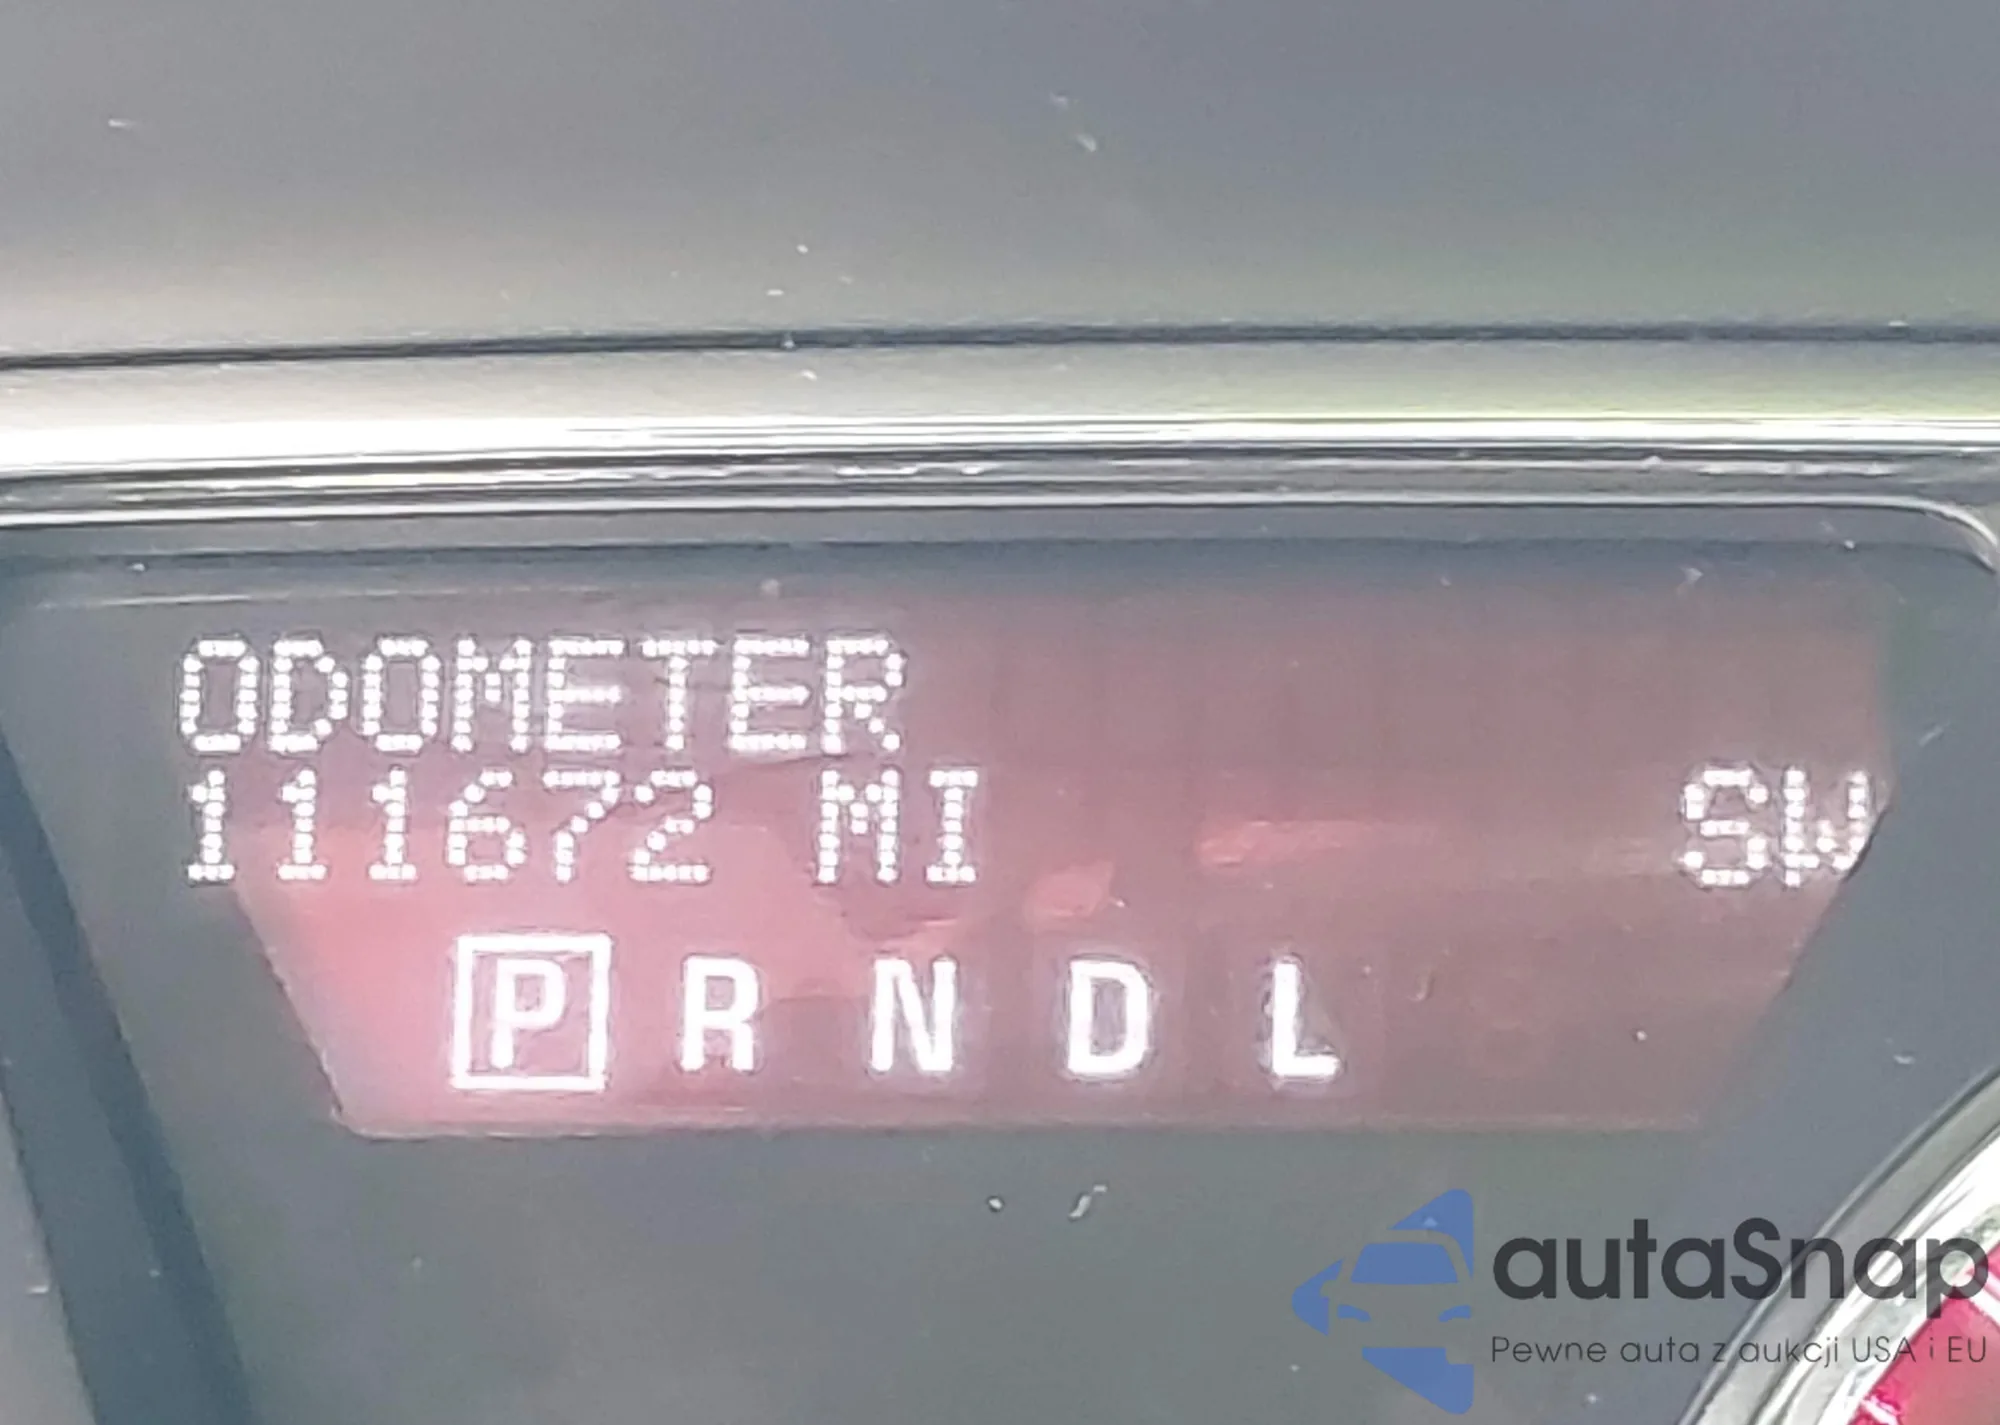 ODOMETER
111672 MI SW
P R N D L
autaSnap
Pewne auta z aukcji USA i EU